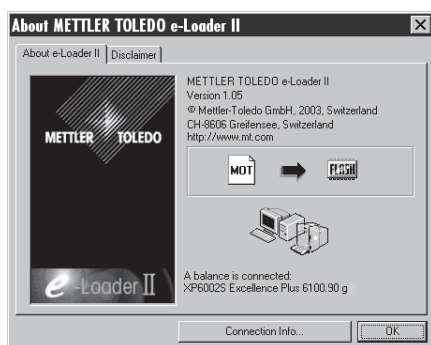 About METTLER TOLEDO e-Loader II
About e-Loader II
Disclaimer
METTLER TOLEDO
e-Loader II
METTLER TOLEDO e-Loader II
Version 1.05
© Mettler-Toledo GmbH, 2003, Switzerland
CH-8606 Greifensee, Switzerland
http://www.mt.com
MOT
FLASH
A balance is connected:
XP6002S Excellence Plus 6100.90 g
Connection Info...
OK